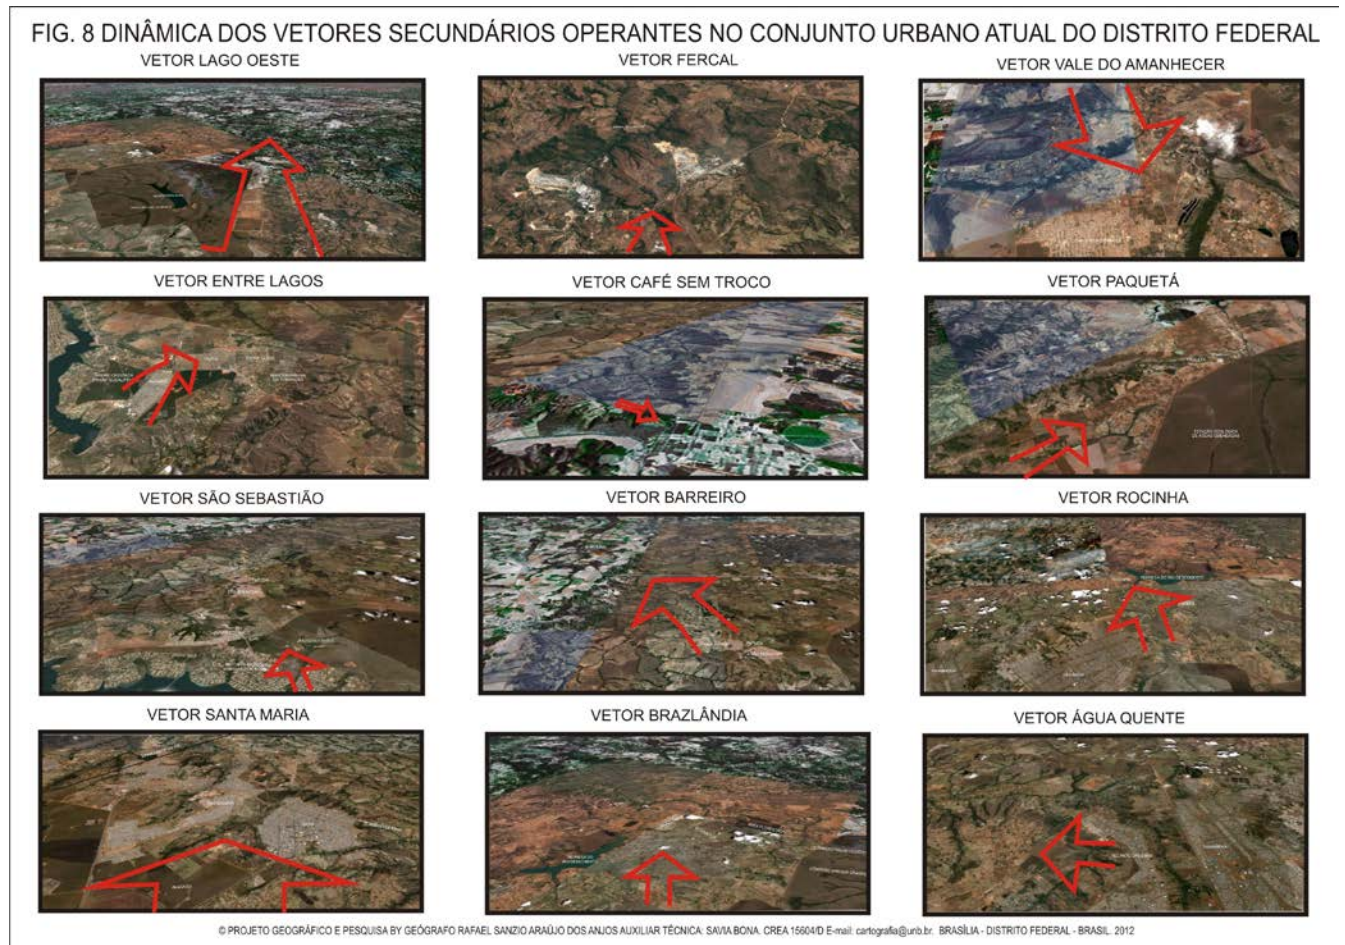 FIG. 8 DINÂMICA DOS VETORES SECUNDÁRIOS OPERANTES NO CONJUNTO URBANO ATUAL DO DISTRITO FEDERAL
VETOR LAGO OESTE
VETOR FERCAL
VETOR VALE DO AMANHECER
VETOR ENTRE LAGOS
VETOR CAFÉ SEM TROCO
VETOR PAQUETÁ
VETOR SÃO SEBASTIÃO
VETOR BARREIRO
VETOR ROCINHA
VETOR SANTA MARIA
VETOR BRAZLÂNDIA
VETOR ÁGUA QUENTE
© PROJETO GEOGRÁFICO E PESQUISA BY GEÓGRAFO RAFAEL SANZIO ARAÚJO DOS ANJOS AUXILIAR TÉCNICA: SAVIA BONA. CREA 15604/D E-mail: cartografia@unb.br. BRASÍLIA - DISTRITO FEDERAL - BRASIL. 2012